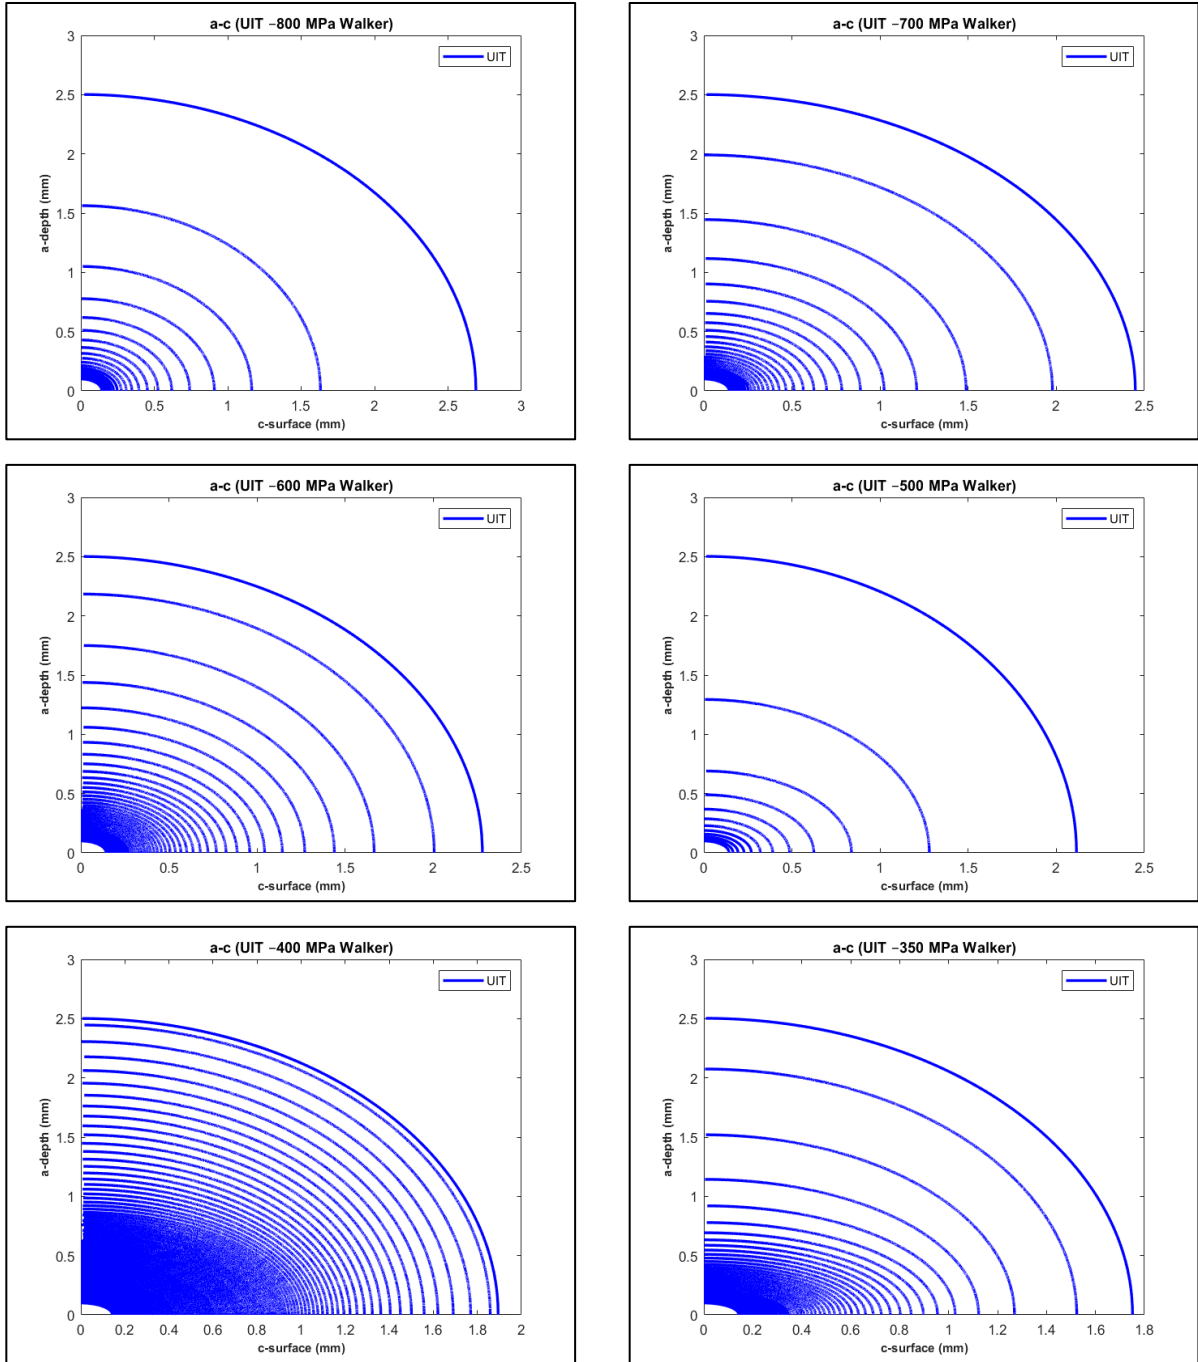 a-c (UIT −800 MPa Walker)
UIT
3
2.5
2
1.5
1
0.5
0
a-depth (mm)
0 0.5 1 1.5 2 2.5 3
c-surface (mm)
a-c (UIT −700 MPa Walker)
UIT
3
2.5
2
1.5
1
0.5
0
a-depth (mm)
0 0.5 1 1.5 2 2.5
c-surface (mm)
a-c (UIT −600 MPa Walker)
UIT
3
2.5
2
1.5
1
0.5
0
a-depth (mm)
0 0.5 1 1.5 2 2.5
c-surface (mm)
a-c (UIT −500 MPa Walker)
UIT
3
2.5
2
1.5
1
0.5
0
a-depth (mm)
0 0.5 1 1.5 2 2.5
c-surface (mm)
a-c (UIT −400 MPa Walker)
UIT
3
2.5
2
1.5
1
0.5
0
a-depth (mm)
0 0.2 0.4 0.6 0.8 1 1.2 1.4 1.6 1.8 2
c-surface (mm)
a-c (UIT −350 MPa Walker)
UIT
3
2.5
2
1.5
1
0.5
0
a-depth (mm)
0 0.2 0.4 0.6 0.8 1 1.2 1.4 1.6 1.8
c-surface (mm)